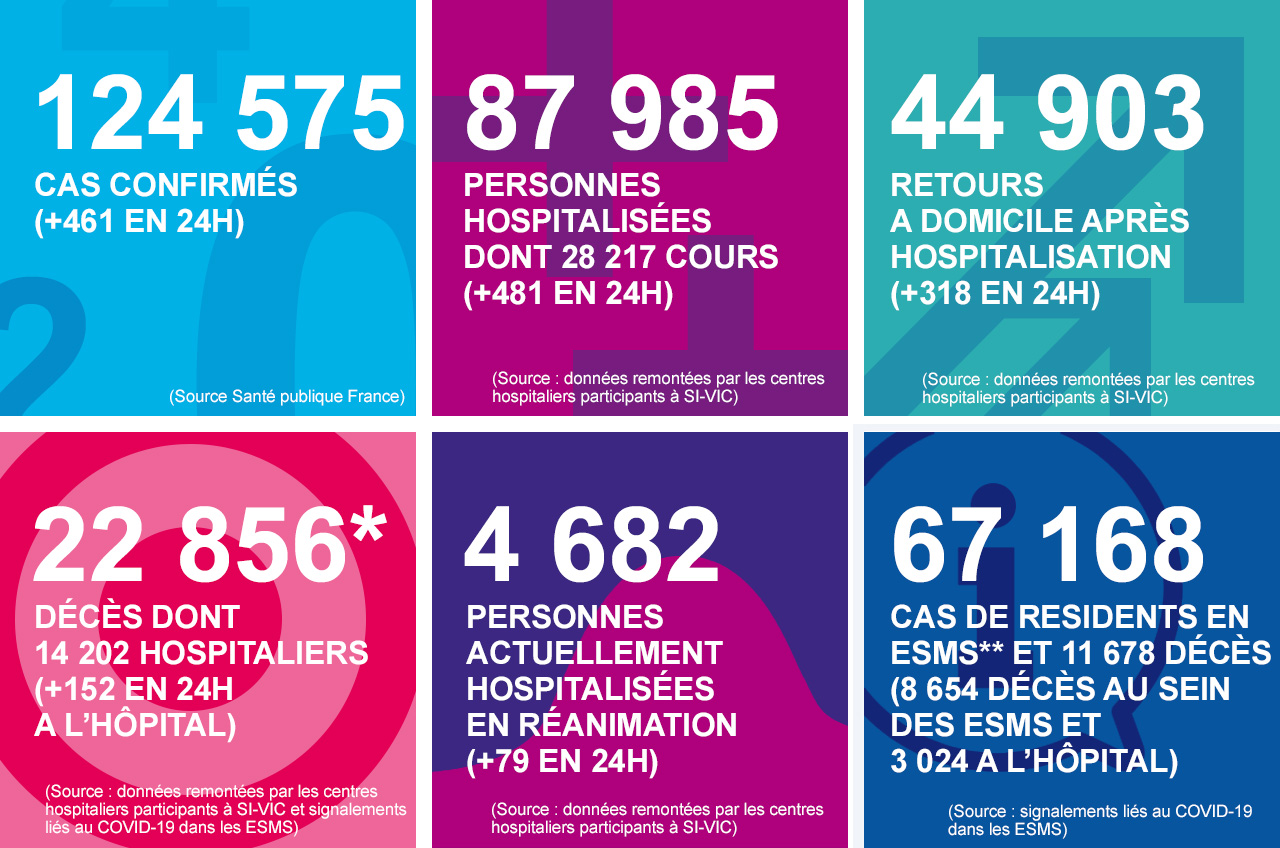 124 575
CAS CONFIRMÉS
(+461 EN 24H)
(Source Santé publique France)
87 985
PERSONNES
HOSPITALISÉES
DONT 28 217 COURS
(+481 EN 24H)
(Source : données remontées par les centres
hospitaliers participants à SI-VIC)
44 903
RETOURS
A DOMICILE APRÈS
HOSPITALISATION
(+318 EN 24H)
(Source : données remontées par les centres
hospitaliers participants à SI-VIC)
22 856*
DÉCÈS DONT
14 202 HOSPITALIERS
(+152 EN 24H
A L’HÔPITAL)
(Source : données remontées par les centres
hospitaliers participants à SI-VIC et signalements
liés au COVID-19 dans les ESMS)
4 682
PERSONNES
ACTUELLEMENT
HOSPITALISÉES
EN RÉANIMATION
(+79 EN 24H)
(Source : données remontées par les centres
hospitaliers participants à SI-VIC)
67 168
CAS DE RESIDENTS EN
ESMS** ET 11 678 DÉCÈS
(8 654 DÉCÈS AU SEIN
DES ESMS ET
3 024 A L’HÔPITAL)
(Source : signalements liés au COVID-19
dans les ESMS)